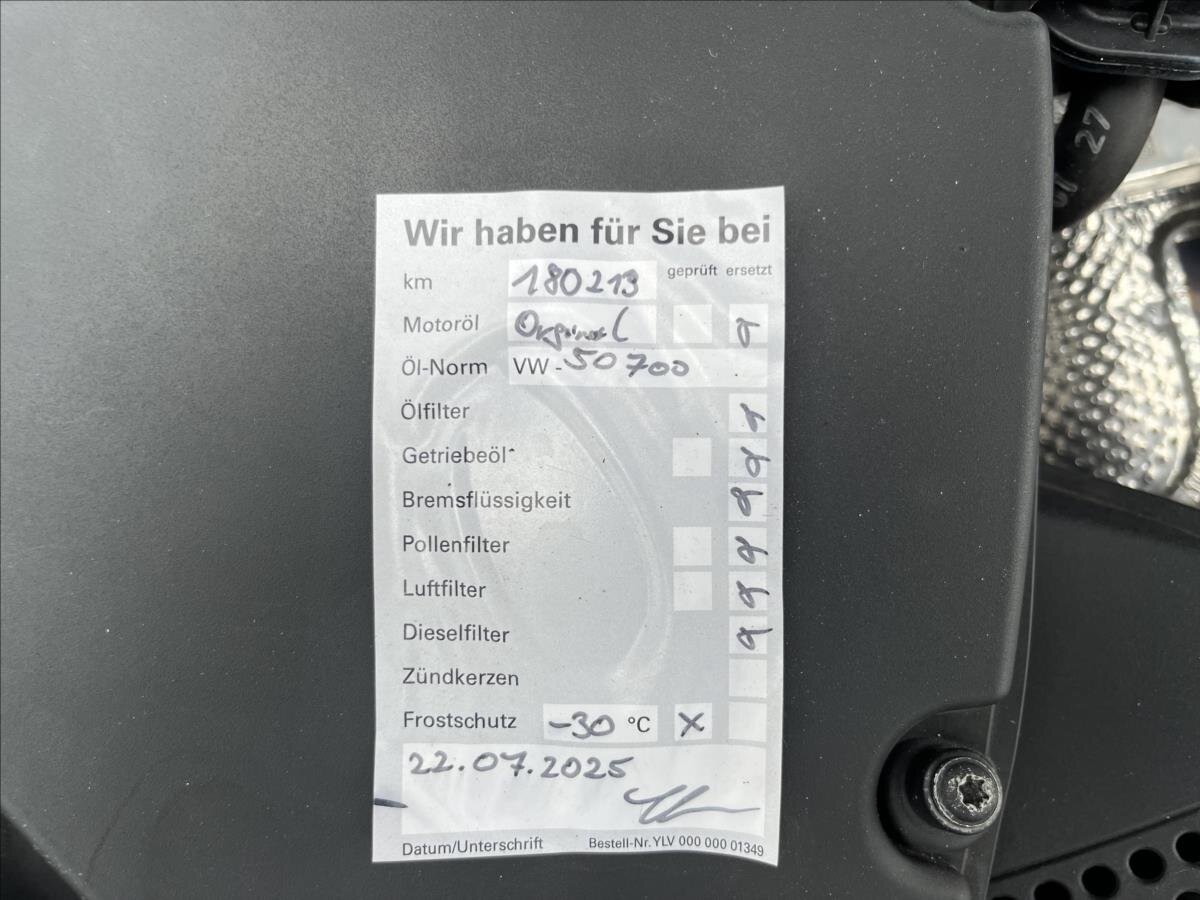 27
Wir haben für Sie bei
km 180213 geprüft ersetzt
Motoröl Orginal
Öl-Norm VW - 50700
Ölfilter
Getriebeöl
Bremsflüssigkeit
Pollenfilter
Luftfilter
Dieselfilter
Zündkerzen
Frostschutz -30 °C X
22.07.2025
Datum/Unterschrift Bestell-Nr. YLV 000 000 01349